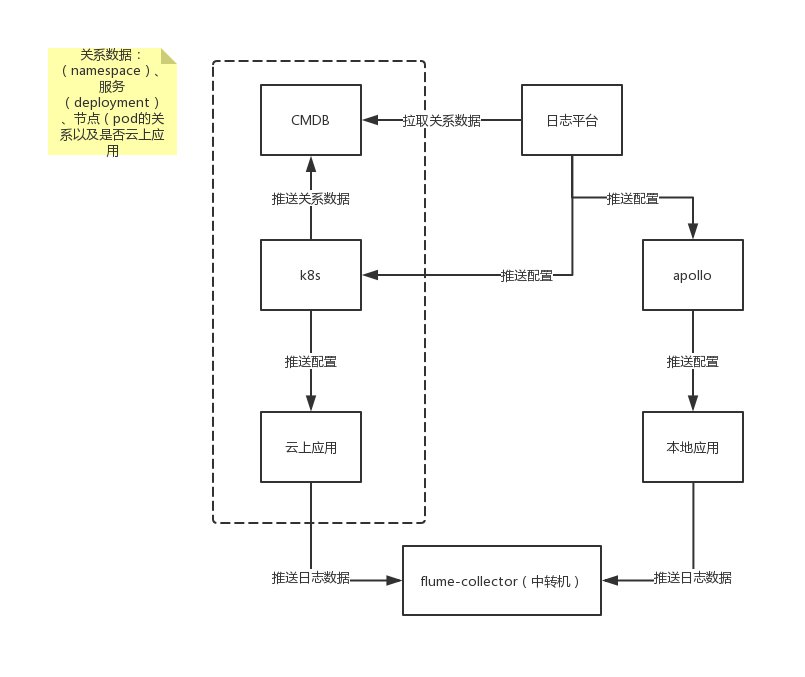 关系数据：
（namespace）、
服务
（deployment）
、节点（pod的关
系以及是否云上应
用
CMDB
拉取关系数据
日志平台
推送关系数据
推送配置
k8s
推送配置
apollo
推送配置
推送配置
云上应用
本地应用
推送日志数据
flume-collector（中转机）
推送日志数据